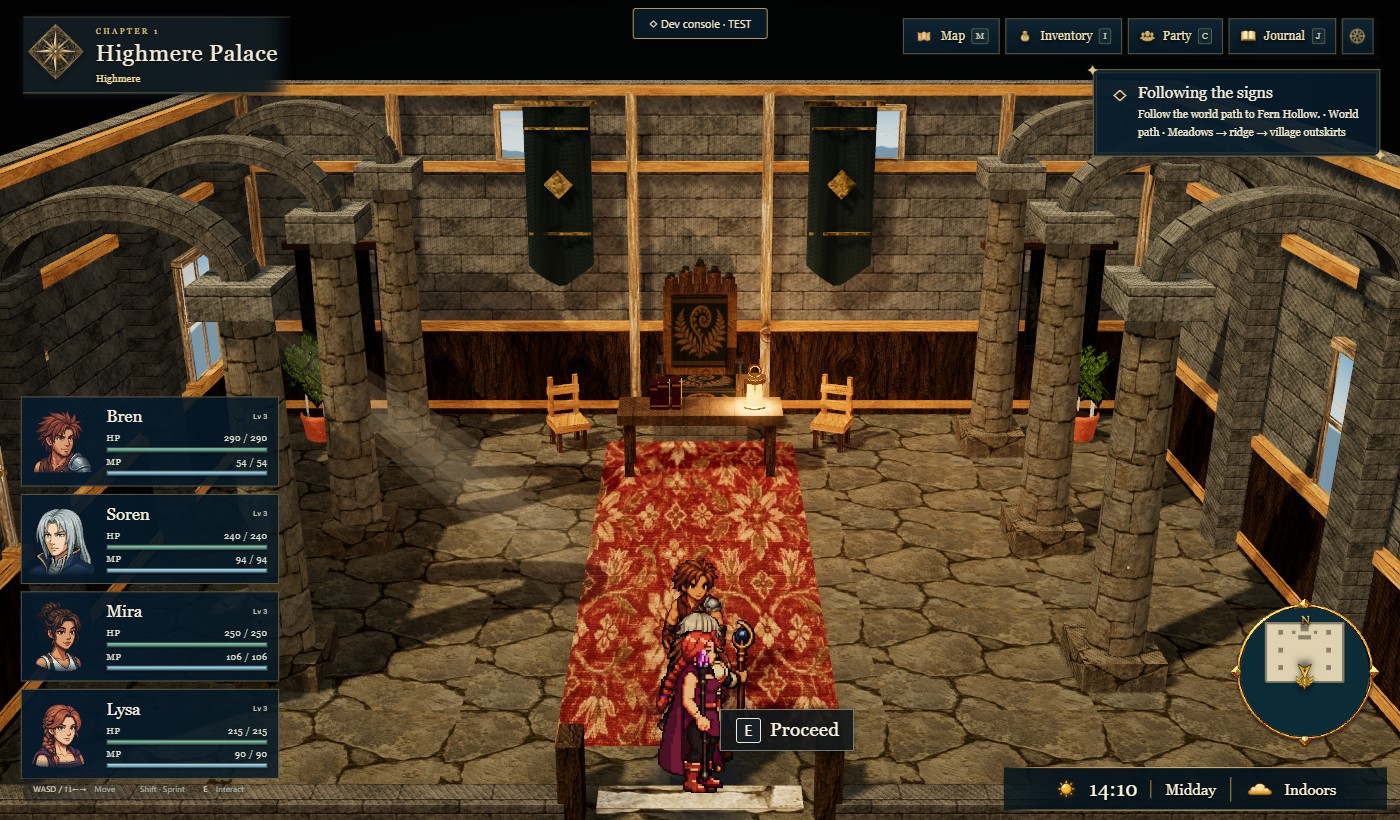 CHAPTER 1
Highmere Palace
Highmere
◇ Dev console · TEST
Map M
Inventory I
Party C
Journal J
Following the signs
Follow the world path to Fern Hollow. · World
path · Meadows → ridge → village outskirts
Bren Lv 3
HP 290 / 290
MP 54 / 54
Soren Lv 3
HP 240 / 240
MP 94 / 94
Mira Lv 3
HP 250 / 250
MP 106 / 106
Lysa Lv 3
HP 215 / 215
MP 90 / 90
N
E Proceed
WASD / ↑↓←→ Move Shift · Sprint E Interact
14:10 Midday Indoors